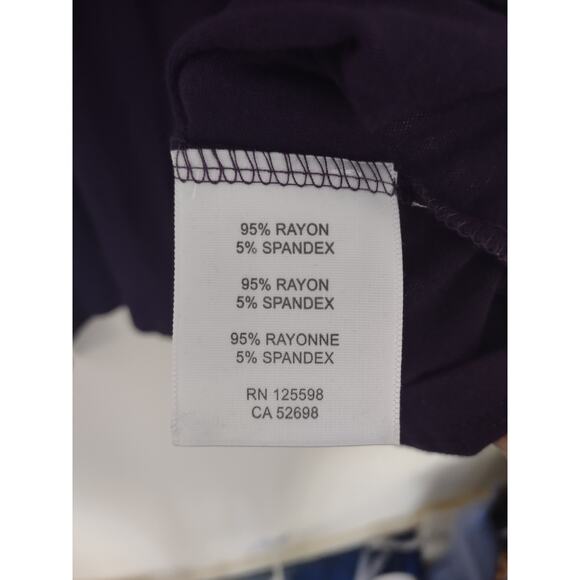 95% RAYON
5% SPANDEX
95% RAYON
5% SPANDEX
95% RAYONNE
5% SPANDEX
RN 125598
CA 52698